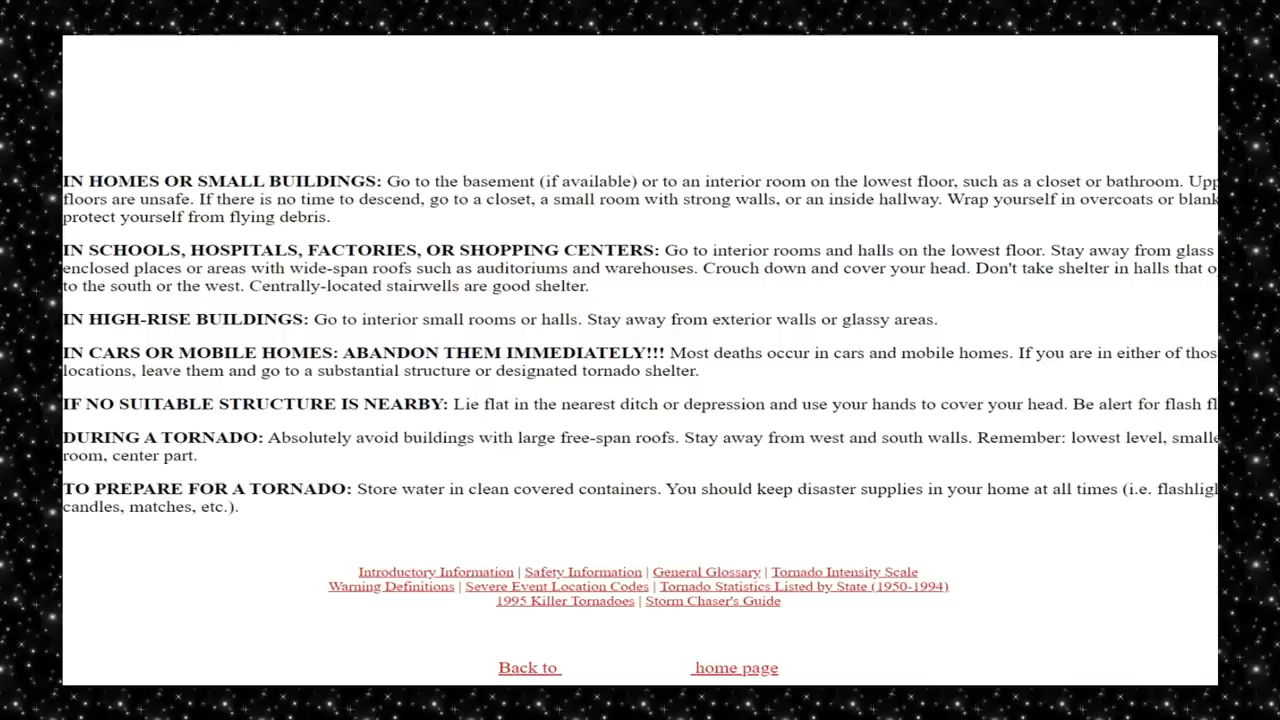 IN HOMES OR SMALL BUILDINGS: Go to the basement (if available) or to an interior room on the lowest floor, such as a closet or bathroom. Upp
floors are unsafe. If there is no time to descend, go to a closet, a small room with strong walls, or an inside hallway. Wrap yourself in overcoats or blank
protect yourself from flying debris.
IN SCHOOLS, HOSPITALS, FACTORIES, OR SHOPPING CENTERS: Go to interior rooms and halls on the lowest floor. Stay away from glass
enclosed places or areas with wide-span roofs such as auditoriums and warehouses. Crouch down and cover your head. Don't take shelter in halls that o
to the south or the west. Centrally-located stairwells are good shelter.
IN HIGH-RISE BUILDINGS: Go to interior small rooms or halls. Stay away from exterior walls or glassy areas.
IN CARS OR MOBILE HOMES: ABANDON THEM IMMEDIATELY!!! Most deaths occur in cars and mobile homes. If you are in either of thos
locations, leave them and go to a substantial structure or designated tornado shelter.
IF NO SUITABLE STRUCTURE IS NEARBY: Lie flat in the nearest ditch or depression and use your hands to cover your head. Be alert for flash fl
DURING A TORNADO: Absolutely avoid buildings with large free-span roofs. Stay away from west and south walls. Remember: lowest level, smalle
room, center part.
TO PREPARE FOR A TORNADO: Store water in clean covered containers. You should keep disaster supplies in your home at all times (i.e. flashligh
candles, matches, etc.).
Introductory Information | Safety Information | General Glossary | Tornado Intensity Scale
Warning Definitions | Severe Event Location Codes | Tornado Statistics Listed by State (1950-1994)
1995 Killer Tornadoes | Storm Chaser's Guide
Back to home page